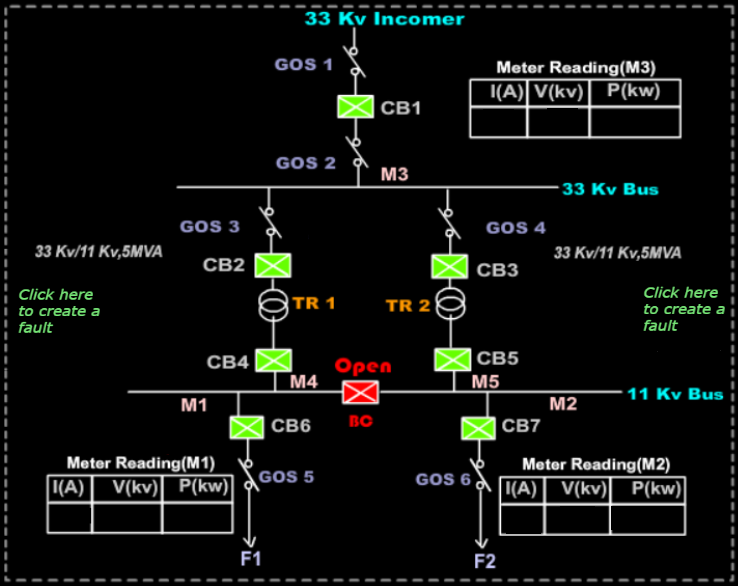 33 Kv Incomer
GOS 1
Meter Reading(M3)
I(A) V(kv) P(kw)
CB1
GOS 2
M3
33 Kv Bus
GOS 3
GOS 4
33 Kv/11 Kv,5MVA
33 Kv/11 Kv,5MVA
CB2
CB3
Click here
to create a
fault
TR 1
TR 2
Click here
to create a
fault
CB4
Open
CB5
M4
M5
M1
BC
M2
11 Kv Bus
CB6
CB7
Meter Reading(M1)
I(A) V(kv) P(kw)
GOS 5
GOS 6
Meter Reading(M2)
I(A) V(kv) P(kw)
F1
F2